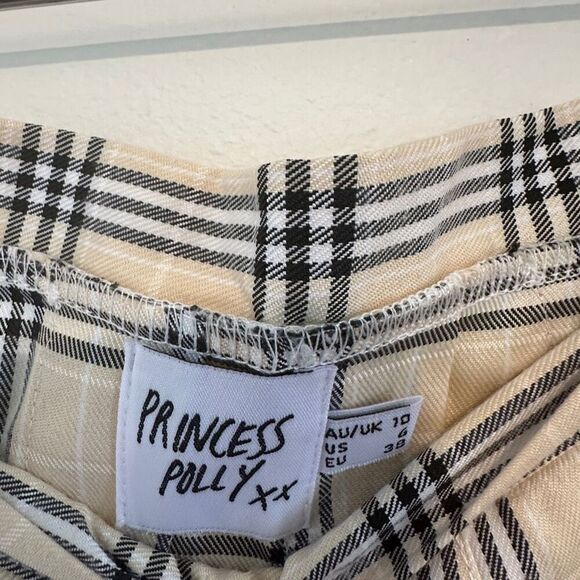 PRINCESS
POLLY xx
AU/UK 10
US 6
EU 38